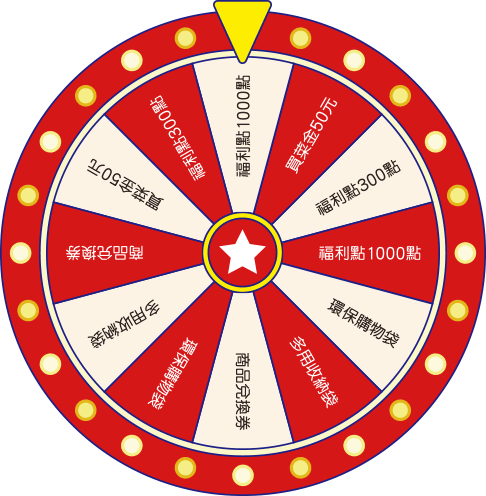 福利點1000點
買菜金50元
福利點300點
福利點1000點
環保購物袋
多用收納袋
商品兌換券
環保購物袋
多用收納袋
商品兌換券
買菜金50元
福利點300點